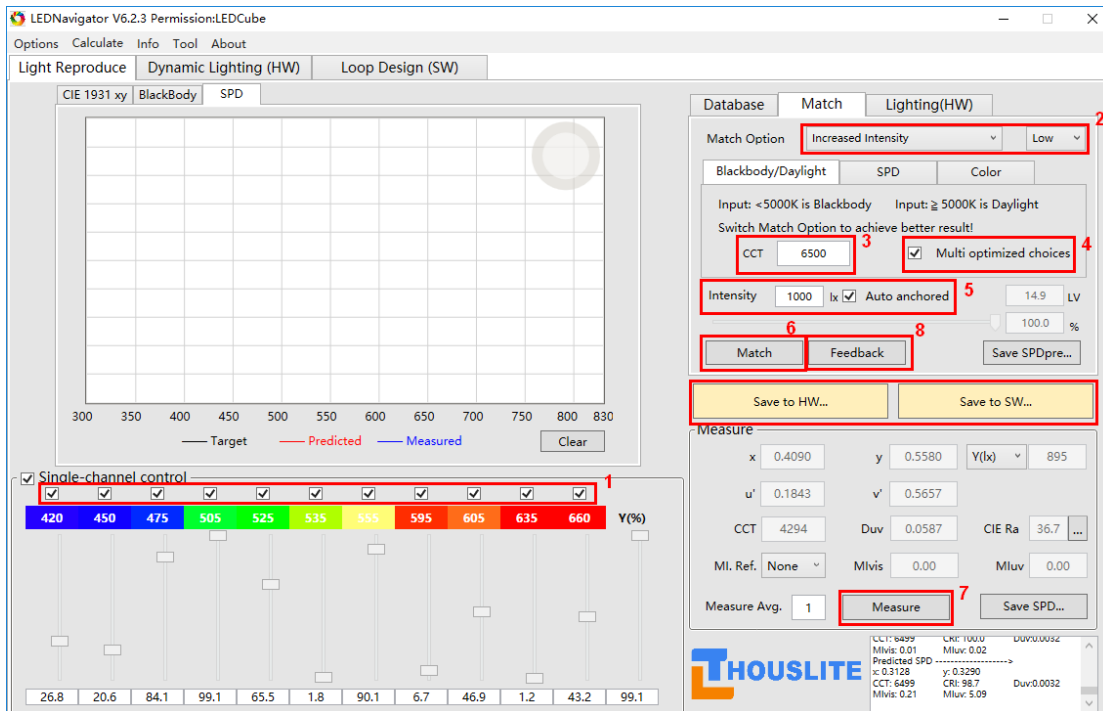 LEDNavigator V6.2.3 Permission:LEDCube
Options Calculate Info Tool About
Light Reproduce Dynamic Lighting (HW) Loop Design (SW)
CIE 1931 xy BlackBody SPD
300 350 400 450 500 550 600 650 700 750 800 830
Target Predicted Measured Clear
Single-channel control
1
420 450 475 505 525 535 555 595 605 635 660 Y(%)
26.8 20.6 84.1 99.1 65.5 1.8 90.1 6.7 46.9 1.2 43.2 99.1
Database Match Lighting(HW)
2
Match Option Increased Intensity Low
Blackbody/Daylight SPD Color
Input: <5000K is Blackbody Input: ≧ 5000K is Daylight
Switch Match Option to achieve better result!
CCT 6500 3 Multi optimized choices 4
Intensity 1000 lx Auto anchored 5 14.9 LV
100.0 %
6 8
Match Feedback Save SPDpre...
Save to HW... Save to SW...
Measure
x 0.4090 y 0.5580 Y(lx) 895
u' 0.1843 v' 0.5657
CCT 4294 Duv 0.0587 CIE Ra 36.7 ...
MI. Ref. None MIvis 0.00 MIuv 0.00
7
Measure Avg. 1 Measure Save SPD...
THOUSLITE
CCT: 6499 CRI: 100.0 Duv:0.0032
MIvis: 0.01 MIuv: 0.02
Predicted SPD -------------------->
x: 0.3128 y: 0.3290
CCT: 6499 CRI: 98.7 Duv:0.0032
MIvis: 0.21 MIuv: 5.09